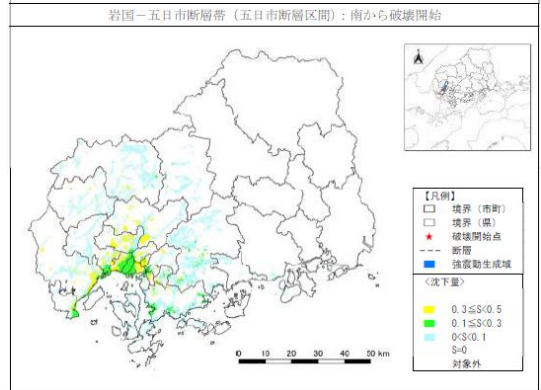 岩国－五日市断層帯（五日市断層区間）：南から破壊開始
【凡例】
境界（市町）
境界（県）
破壊開始点
断層
強震動生成域
<沈下量>
0.3≦S<0.5
0.1≦S<0.3
0<S<0.1
S=0
対象外
0 10 20 30 40 50 km